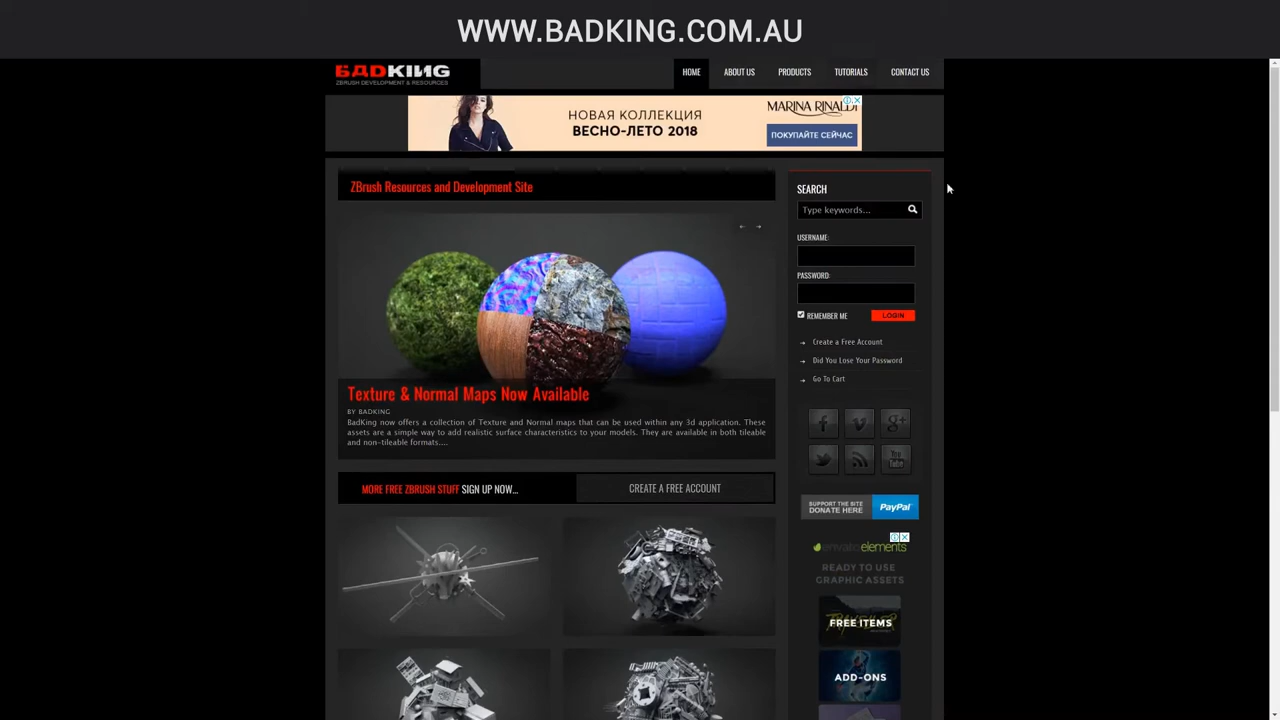 WWW.BADKING.COM.AU
BADKING
ZBRUSH DEVELOPMENT & RESOURCES
HOME
ABOUT US
PRODUCTS
TUTORIALS
CONTACT US
НОВАЯ КОЛЛЕКЦИЯ
ВЕСНО-ЛЕТО 2018
MARINA RINALDI
ПОКУПАЙТЕ СЕЙЧАС
ZBrush Resources and Development Site
SEARCH
Type keywords...
USERNAME:
PASSWORD:
REMEMBER ME
LOGIN
Create a Free Account
Did You Lose Your Password
Go To Cart
Texture & Normal Maps Now Available
BY BADKING
BadKing now offers a collection of Texture and Normal maps that can be used within any 3d application. These
assets are a simple way to add realistic surface characteristics to your models. They are available in both tileable
and non-tileable formats....
MORE FREE ZBRUSH STUFF SIGN UP NOW...
CREATE A FREE ACCOUNT
You
Tube
SUPPORT THE SITE
DONATE HERE
PayPal
envatoelements
READY TO USE
GRAPHIC ASSETS
FREE ITEMS
ADD-ONS